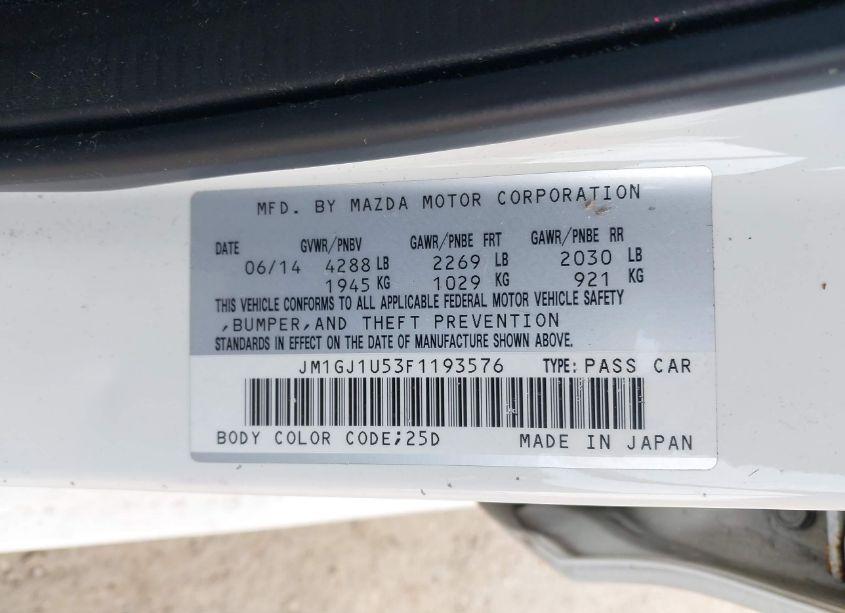 MFD. BY MAZDA MOTOR CORPORATION
DATE GVWR/PNBV GAWR/PNBE FRT GAWR/PNBE RR
06/14 4288 LB 2269 LB 2030 LB
1945 KG 1029 KG 921 KG
THIS VEHICLE CONFORMS TO ALL APPLICABLE FEDERAL MOTOR VEHICLE SAFETY
,BUMPER,AND THEFT PREVENTION
STANDARDS IN EFFECT ON THE DATE OF MANUFACTURE SHOWN ABOVE.
JM1GJ1U53F1193576 TYPE: PASS CAR
BODY COLOR CODE;25D MADE IN JAPAN